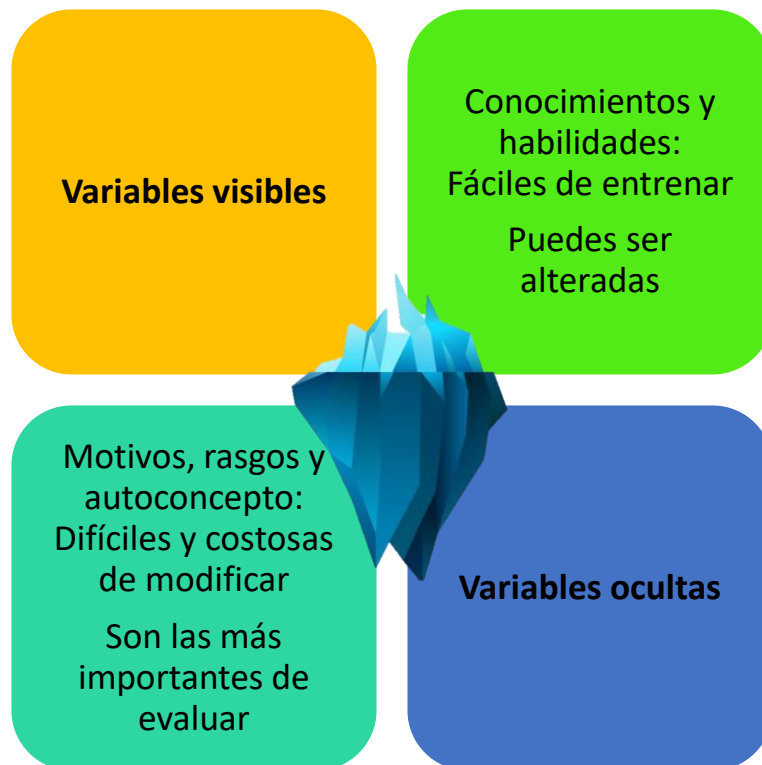 Variables visibles
Conocimientos y
habilidades:
Fáciles de entrenar
Puedes ser
alteradas
Motivos, rasgos y
autoconcepto:
Difíciles y costosas
de modificar
Son las más
importantes de
evaluar
Variables ocultas